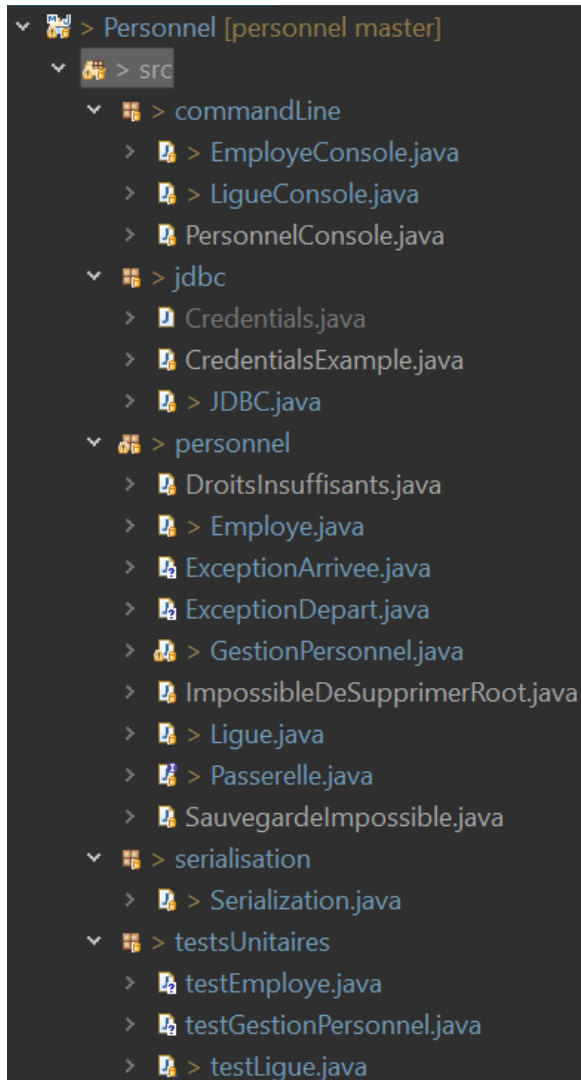 > Personnel [personnel master]
> src
> commandLine
> EmployeConsole.java
> LigueConsole.java
PersonnelConsole.java
> jdbc
Credentials.java
CredentialsExample.java
> JDBC.java
> personnel
DroitsInsuffisants.java
> Employe.java
ExceptionArrivee.java
ExceptionDepart.java
> GestionPersonnel.java
ImpossibleDeSupprimerRoot.java
> Ligue.java
> Passerelle.java
SauvegardeImpossible.java
> serialisation
> Serialization.java
> testsUnitaires
testEmploye.java
testGestionPersonnel.java
> testLigue.java